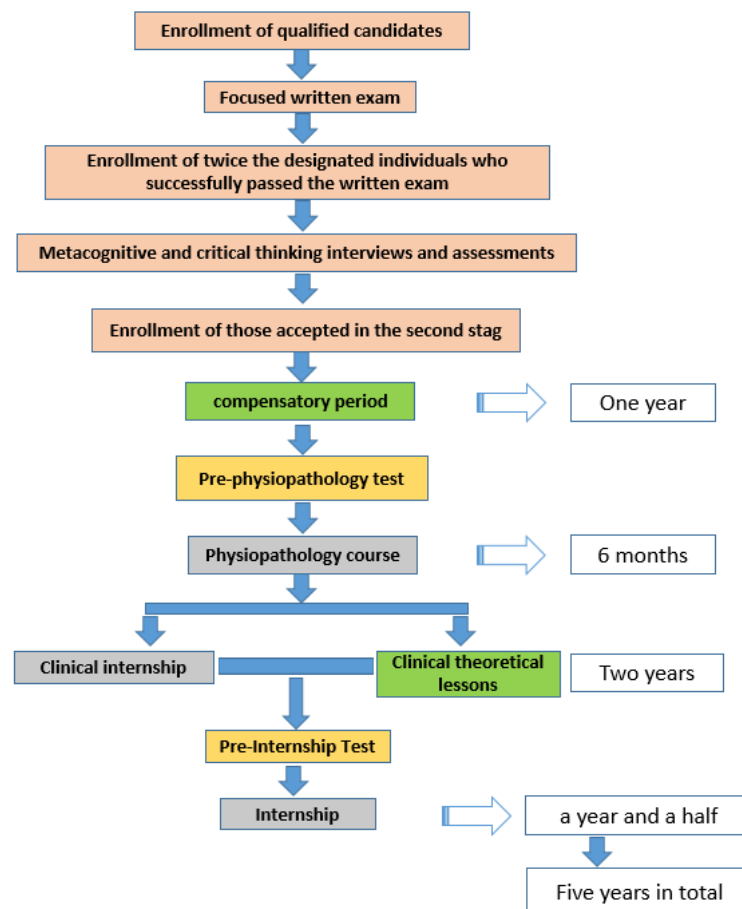 Enrollment of qualified candidates
Focused written exam
Enrollment of twice the designated individuals who
successfully passed the written exam
Metacognitive and critical thinking interviews and assessments
Enrollment of those accepted in the second stag
compensatory period
One year
Pre-physiopathology test
Physiopathology course
6 months
Clinical internship
Clinical theoretical
lessons
Two years
Pre-Internship Test
Internship
a year and a half
Five years in total